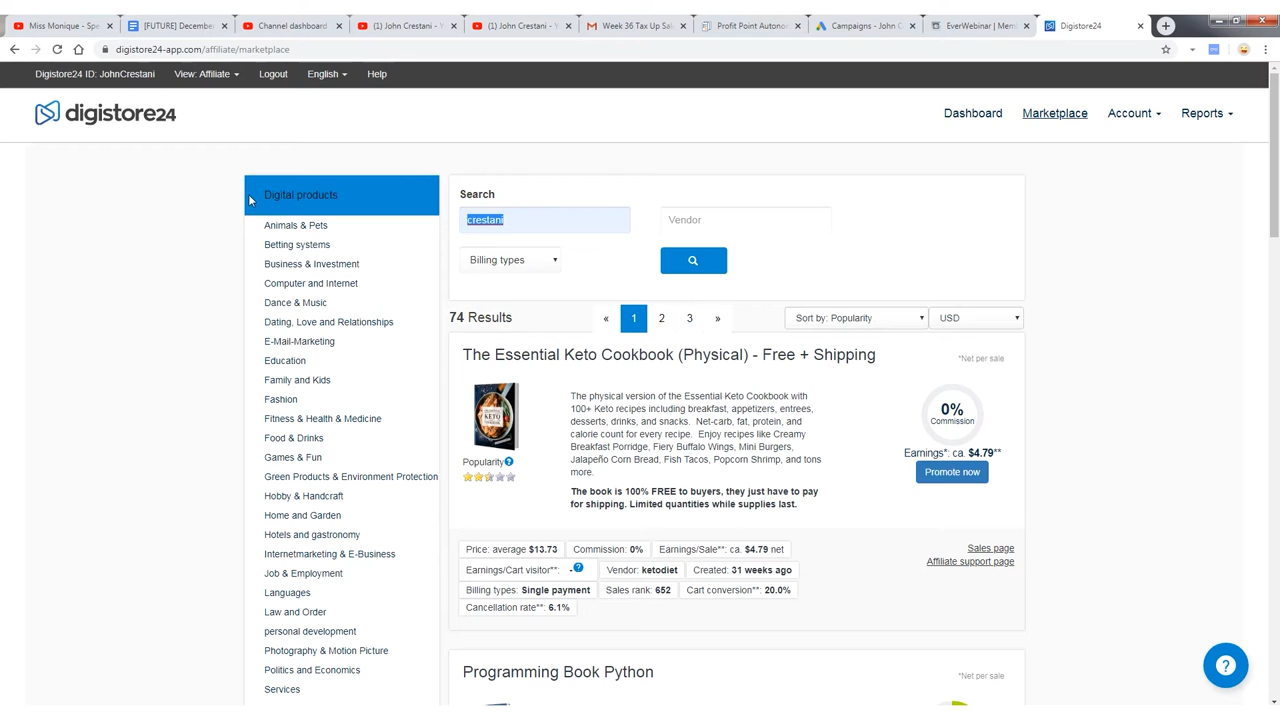 Miss Monique - Spe
[FUTURE] December
Channel dashboard
(1) John Crestani - Y
(1) John Crestani - Y
Week 36 Tax Up Sal
Profit Point Autonom
Campaigns - John C
EverWebinar | Mem
Digistore24
digistore24-app.com/affiliate/marketplace
Digistore24 ID: JohnCrestani View: Affiliate Logout English Help
digistore24
Dashboard Marketplace Account Reports
Digital products
Animals & Pets
Betting systems
Business & Investment
Computer and Internet
Dance & Music
Dating, Love and Relationships
E-Mail-Marketing
Education
Family and Kids
Fashion
Fitness & Health & Medicine
Food & Drinks
Games & Fun
Green Products & Environment Protection
Hobby & Handcraft
Home and Garden
Hotels and gastronomy
Internetmarketing & E-Business
Job & Employment
Languages
Law and Order
personal development
Photography & Motion Picture
Politics and Economics
Services
Search
crestani Vendor
Billing types
74 Results « 1 2 3 » Sort by: Popularity USD
The Essential Keto Cookbook (Physical) - Free + Shipping
*Net per sale
The physical version of the Essential Keto Cookbook with
100+ Keto recipes including breakfast, appetizers, entrees,
desserts, drinks, and snacks. Net-carb, fat, protein, and
calorie count for every recipe. Enjoy recipes like Creamy
Breakfast Porridge, Fiery Buffalo Wings, Mini Burgers,
Jalapeño Corn Bread, Fish Tacos, Popcorn Shrimp, and tons
more.
The book is 100% FREE to buyers, they just have to pay
for shipping. Limited quantities while supplies last.
ESSENTIAL
KETO
COOKBOOK
Popularity ?
0%
Commission
Earnings*: ca. $4.79**
Promote now
Price: average $13.73 Commission: 0% Earnings/Sale**: ca. $4.79 net
Earnings/Cart visitor**: - ? Vendor: ketodiet Created: 31 weeks ago
Billing types: Single payment Sales rank: 652 Cart conversion**: 20.0%
Cancellation rate**: 6.1%
Sales page
Affiliate support page
Programming Book Python
*Net per sale
?